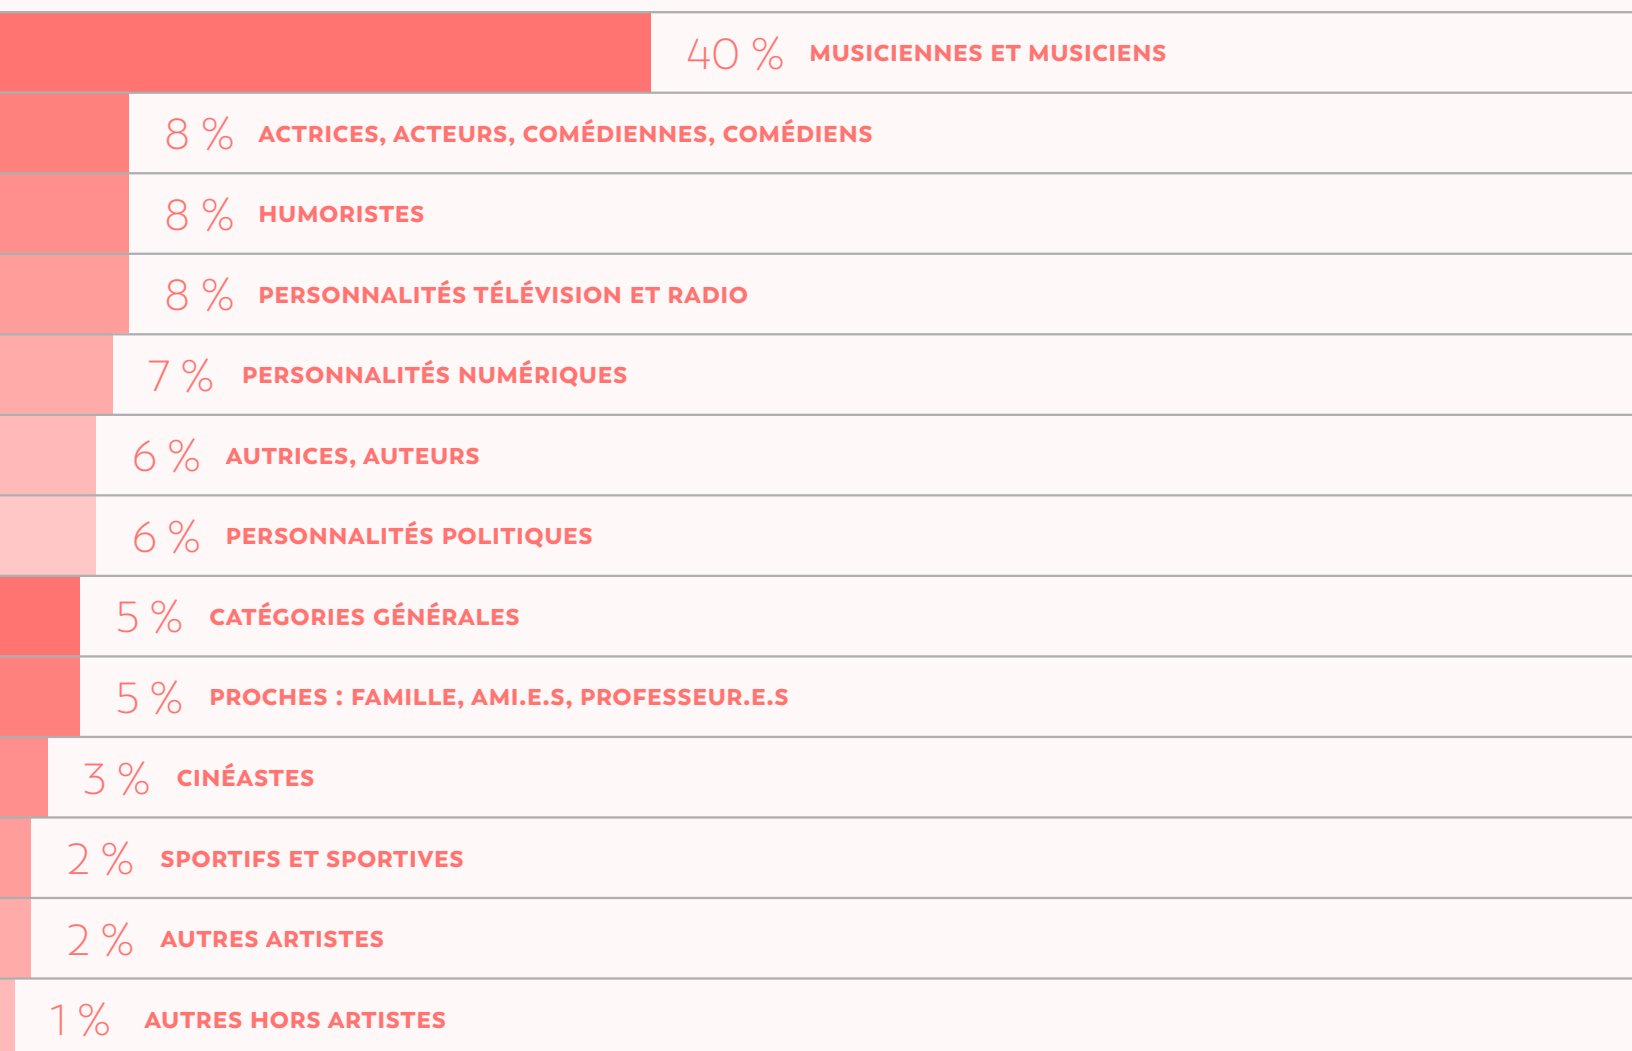 40 % MUSICIENNES ET MUSICIENS
8 % ACTRICES, ACTEURS, COMÉDIENNES, COMÉDIENS
8 % HUMORISTES
8 % PERSONNALITÉS TÉLÉVISION ET RADIO
7 % PERSONNALITÉS NUMÉRIQUES
6 % AUTRICES, AUTEURS
6 % PERSONNALITÉS POLITIQUES
5 % CATÉGORIES GÉNÉRALES
5 % PROCHES : FAMILLE, AMI.E.S, PROFESSEUR.E.S
3 % CINÉASTES
2 % SPORTIFS ET SPORTIVES
2 % AUTRES ARTISTES
1 % AUTRES HORS ARTISTES